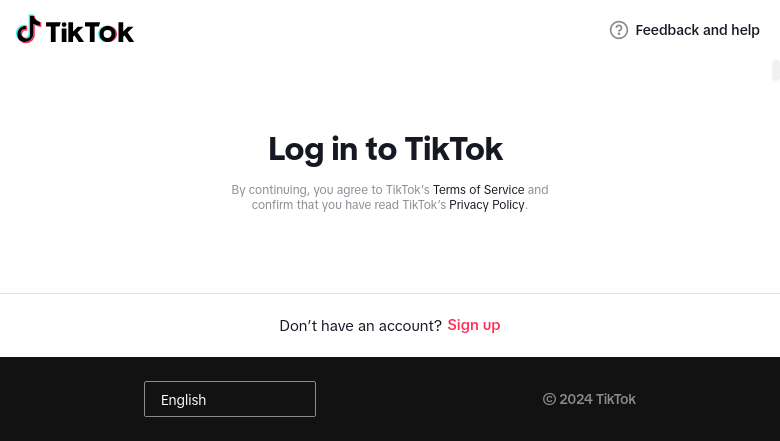 TikTok
Feedback and help
Log in to TikTok
By continuing, you agree to TikTok’s Terms of Service and
confirm that you have read TikTok’s Privacy Policy.
Don’t have an account? Sign up
English
© 2024 TikTok